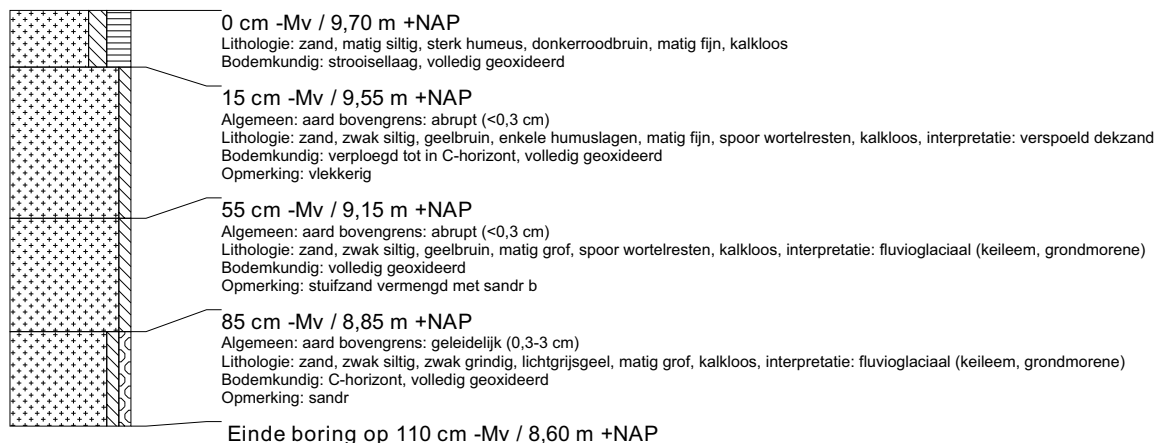 0 cm -Mv / 9,70 m +NAP
Lithologie: zand, matig siltig, sterk humeus, donkerroodbruin, matig fijn, kalkloos
Bodemkundig: strooisellaag, volledig geoxideerd
15 cm -Mv / 9,55 m +NAP
Algemeen: aard bovengrens: abrupt (<0,3 cm)
Lithologie: zand, zwak siltig, geelbruin, enkele humuslagen, matig fijn, spoor wortelresten, kalkloos, interpretatie: verspoeld dekzand
Bodemkundig: verploegd tot in C-horizont, volledig geoxideerd
Opmerking: vlekkerig
55 cm -Mv / 9,15 m +NAP
Algemeen: aard bovengrens: abrupt (<0,3 cm)
Lithologie: zand, zwak siltig, geelbruin, matig grof, spoor wortelresten, kalkloos, interpretatie: fluvioglaciaal (keileem, grondmorene)
Bodemkundig: volledig geoxideerd
Opmerking: stuifzand vermengd met sandr b
85 cm -Mv / 8,85 m +NAP
Algemeen: aard bovengrens: geleidelijk (0,3-3 cm)
Lithologie: zand, zwak siltig, zwak grindig, lichtgrijsgeel, matig grof, kalkloos, interpretatie: fluvioglaciaal (keileem, grondmorene)
Bodemkundig: C-horizont, volledig geoxideerd
Opmerking: sandr
Einde boring op 110 cm -Mv / 8,60 m +NAP